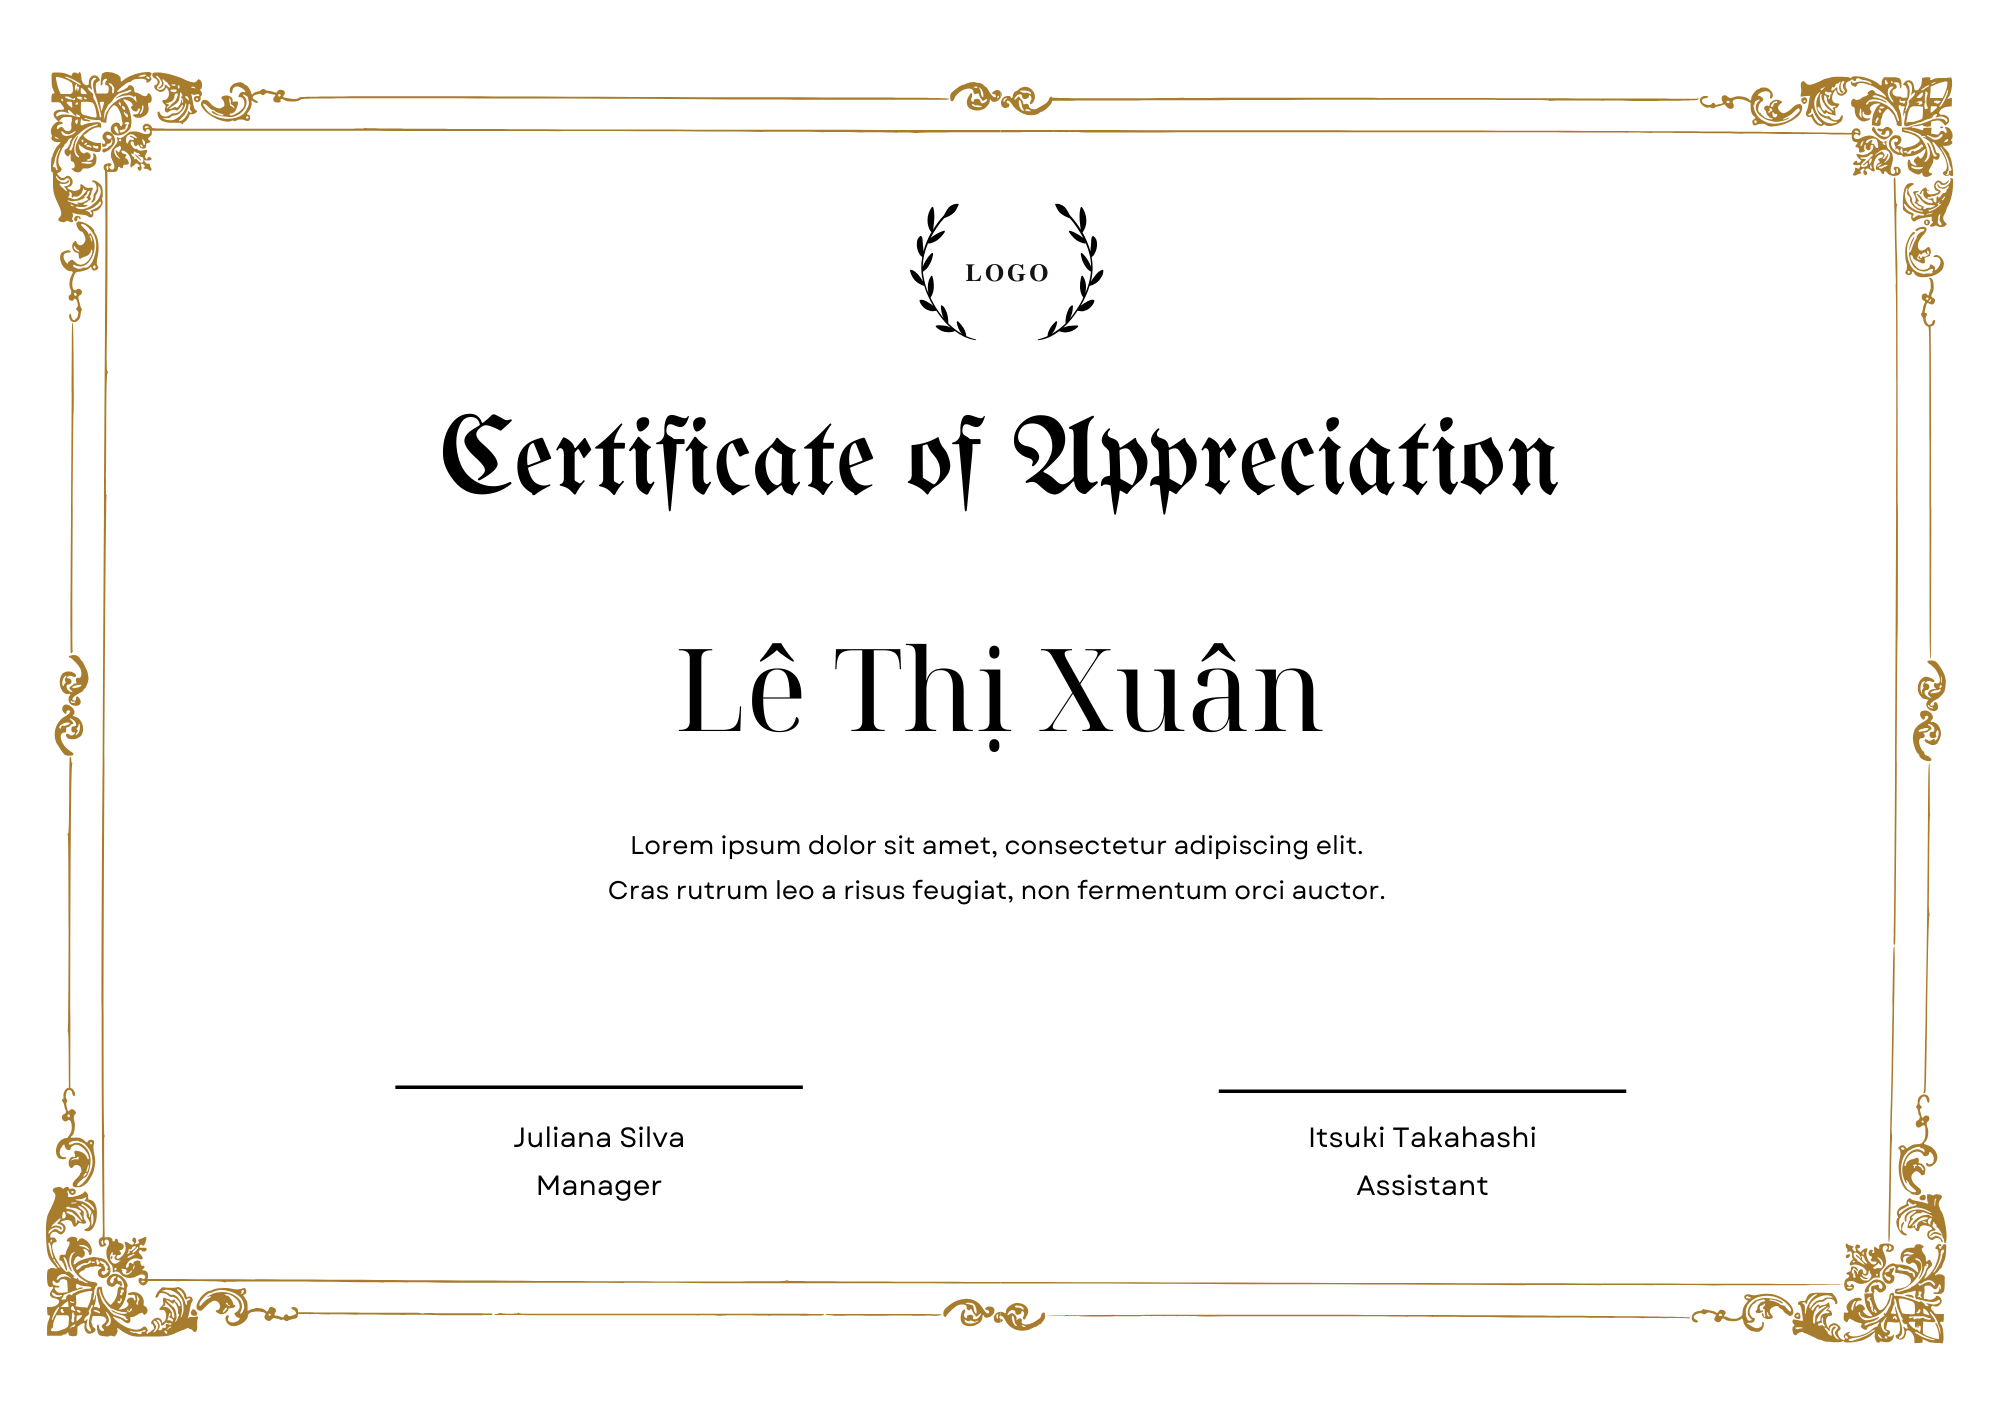 LOGO
Certificate of Appreciation
Lê Thị Xuân
Lorem ipsum dolor sit amet, consectetur adipiscing elit.
Cras rutrum leo a risus feugiat, non fermentum orci auctor.
Juliana Silva
Manager
Itsuki Takahashi
Assistant